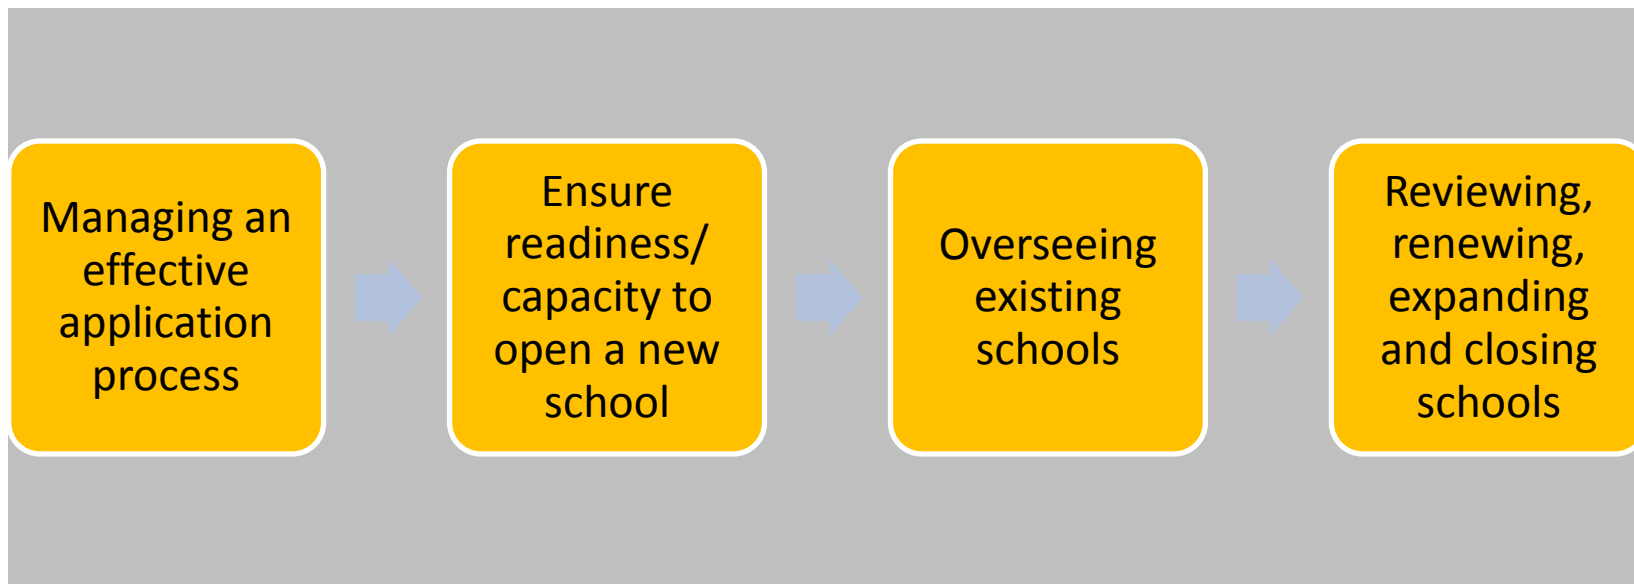 Managing an
effective
application
process
Ensure
readiness/
capacity to
open a new
school
Overseeing
existing
schools
Reviewing,
renewing,
expanding
and closing
schools